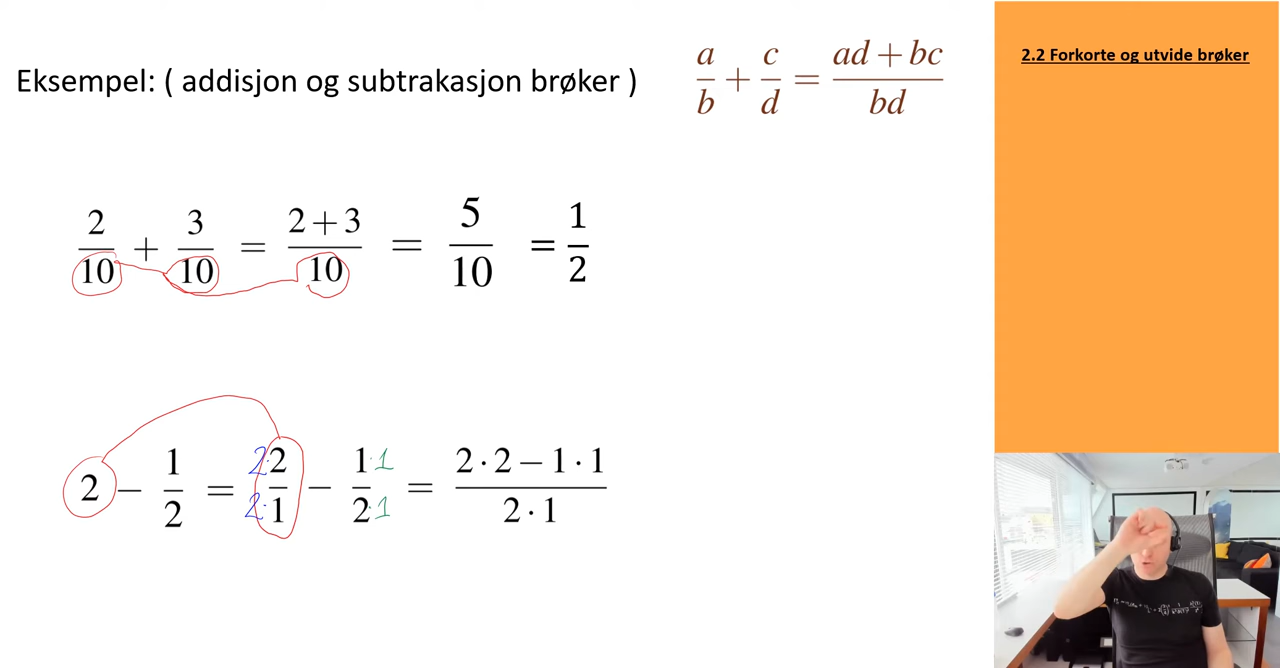 Eksempel: ( addisjon og subtrakasjon brøker )
a/b + c/d = (ad + bc)/bd
2.2 Forkorte og utvide brøker
2/10 + 3/10 = (2 + 3)/10 = 5/10 = 1/2
2 − 1/2 = (2· 2)/(2· 1) − (1 · 1)/(2 · 1) = (2 · 2 − 1 · 1)/(2 · 1)